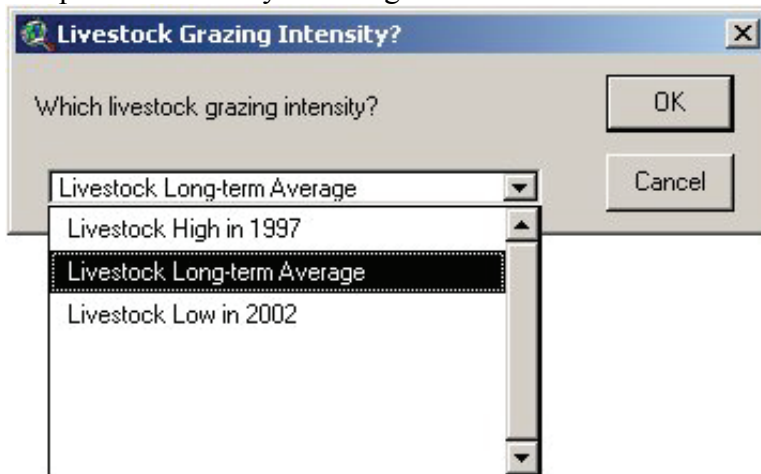 Livestock Grazing Intensity?
Which livestock grazing intensity?
OK
Cancel
Livestock Long-term Average
Livestock High in 1997
Livestock Long-term Average
Livestock Low in 2002